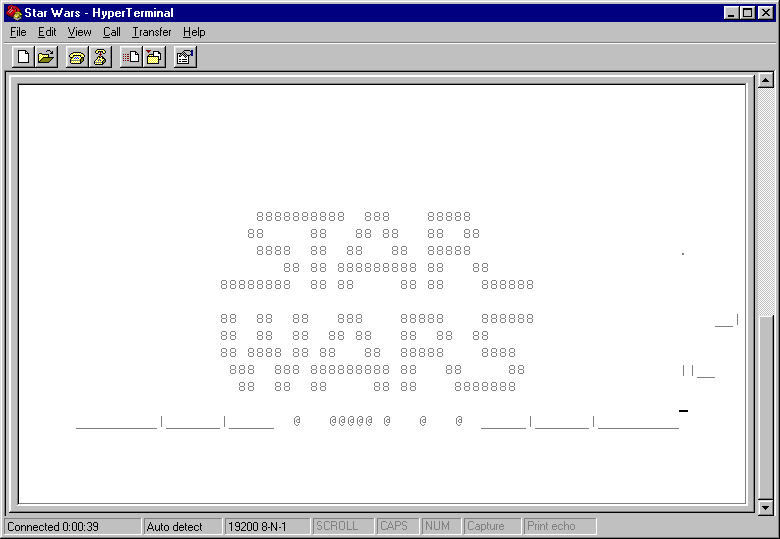 Star Wars - HyperTerminal
File Edit View Call Transfer Help
8888888888  888    88888
88     88   88 88   88  88
8888  88  88   88  88888
88 88 888888888 88   88
88888888  88 88     88 88    888888
88  88  88   888    88888    888888
88  88  88  88 88   88  88  88
88 8888 88 88   88  88888    8888
888  888 888888888 88   88      88
88  88  88     88 88    8888888
.
__|
||__
_________|______|_____  @   @@@@@ @   @   @  _____|______|_________
Connected 0:00:39 Auto detect 19200 8-N-1 SCROLL CAPS NUM Capture Print echo